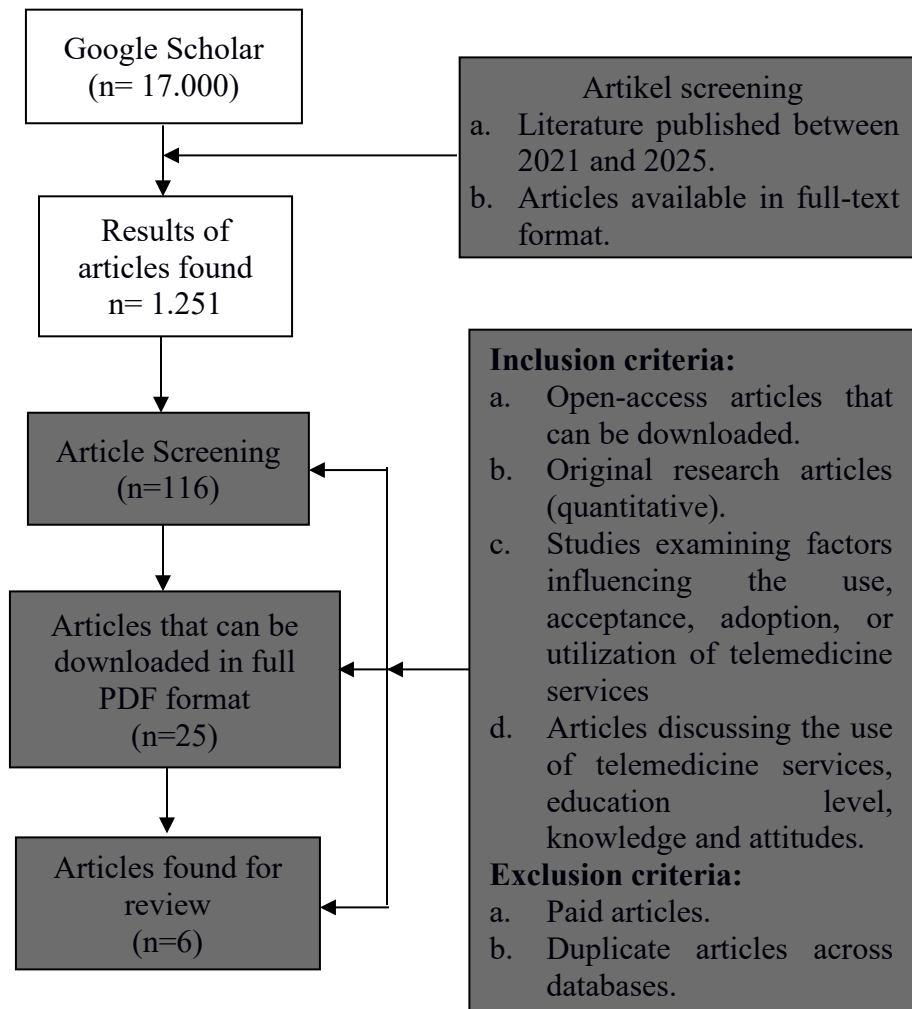 Google Scholar
(n= 17.000)
Artikel screening
a. Literature published between
2021 and 2025.
b. Articles available in full-text
format.
Results of
articles found
n= 1.251
Inclusion criteria:
a. Open-access articles that
can be downloaded.
b. Original research articles
(quantitative).
c. Studies examining factors
influencing the use,
acceptance, adoption, or
utilization of telemedicine
services
d. Articles discussing the use
of telemedicine services,
education level,
knowledge and attitudes.
Exclusion criteria:
a. Paid articles.
b. Duplicate articles across
databases.
Article Screening
(n=116)
Articles that can be
downloaded in full
PDF format
(n=25)
Articles found for
review
(n=6)